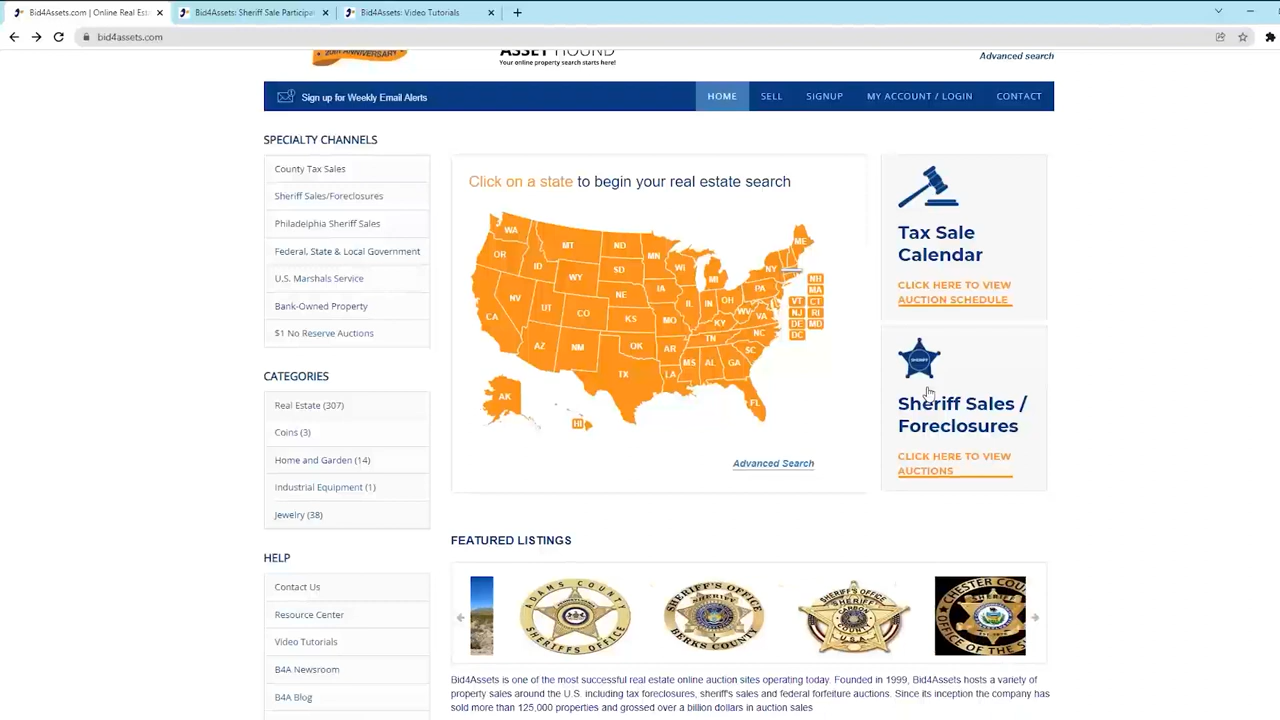 Bid4Assets.com | Online Real Est
Bid4Assets: Sheriff Sale Participa
Bid4Assets: Video Tutorials
bid4assets.com
20TH ANNIVERSARY
ASSET HOUND
Your online property search starts here!
Advanced search
Sign up for Weekly Email Alerts
HOME
SELL
SIGNUP
MY ACCOUNT / LOGIN
CONTACT
SPECIALTY CHANNELS
County Tax Sales
Sheriff Sales/Foreclosures
Philadelphia Sheriff Sales
Federal, State & Local Government
U.S. Marshals Service
Bank-Owned Property
$1 No Reserve Auctions
CATEGORIES
Real Estate (307)
Coins (3)
Home and Garden (14)
Industrial Equipment (1)
Jewelry (38)
HELP
Contact Us
Resource Center
Video Tutorials
B4A Newsroom
B4A Blog
Click on a state to begin your real estate search
WA
MT
ND
MN
ME
OR
ID
SD
WI
NY
WY
MI
NH
NE
IA
PA
MA
NV
UT
IL
IN
OH
VT
CT
CA
CO
KS
MO
KY
WV
VA
NJ
RI
DE
MD
AZ
NM
OK
AR
TN
NC
DC
SC
MS
AL
GA
TX
LA
AK
FL
HI
Advanced Search
Tax Sale
Calendar
CLICK HERE TO VIEW
AUCTION SCHEDULE
SHERIFF
Sheriff Sales /
Foreclosures
CLICK HERE TO VIEW
AUCTIONS
FEATURED LISTINGS
ADAMS COUNTY
SHERIFFS OFFICE
SHERIFF'S OFFICE
BERKS COUNTY
SHERIFF'S OFFICE
SHERIFF
CARBON
COUNTY
U.S.A.
CHESTER COU
SHERIFF
OFFICE OF THE S
Bid4Assets is one of the most successful real estate online auction sites operating today. Founded in 1999, Bid4Assets hosts a variety of
property sales around the U.S. including tax foreclosures, sheriff's sales and federal forfeiture auctions. Since its inception the company has
sold more than 125,000 properties and grossed over a billion dollars in auction sales